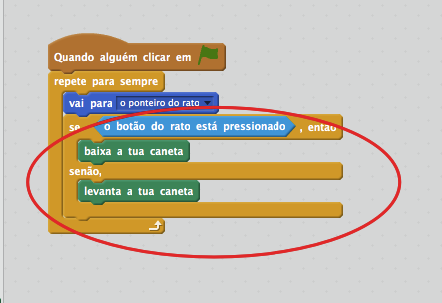 Quando alguém clicar em
repete para sempre
vai para o ponteiro do rato
se o botão do rato está pressionado , então
baixa a tua caneta
senão,
levanta a tua caneta